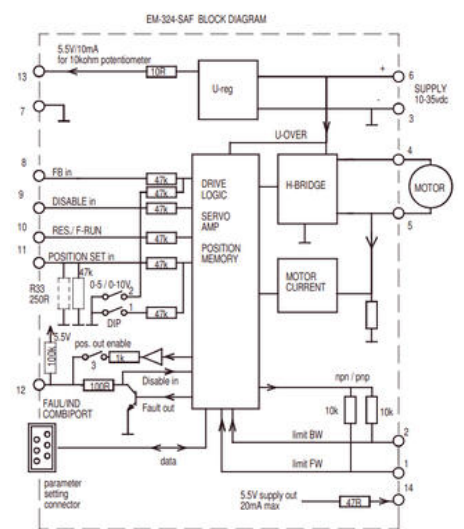 EM-324-SAF BLOCK DIAGRAM
5.5V/10mA
for 10kohm potentiometer
13
10R
U-reg
+
6
SUPPLY
10-35vdc
7
-
3
U-OVER
4
8
FB in
47k
47k
DRIVE
LOGIC
H-BRIDGE
MOTOR
9
DISABLE in
47k
SERVO
AMP
5
10
RES./ F-RUN
47k
11
POSITION SET in
47k
POSITION
MEMORY
47k
R33
250R
0-5 / 0-10V
2
1
DIP
47k
MOTOR
CURRENT
5.5V
100k
pos. out enable
3
1k
12
100R
Disable in
npn / pnp
FAUL/IND
COMBIPORT
Fault out
10k
10k
limit BW
2
data
limit FW
1
parameter
setting
connector
14
5.5V supply out
20mA max
47R